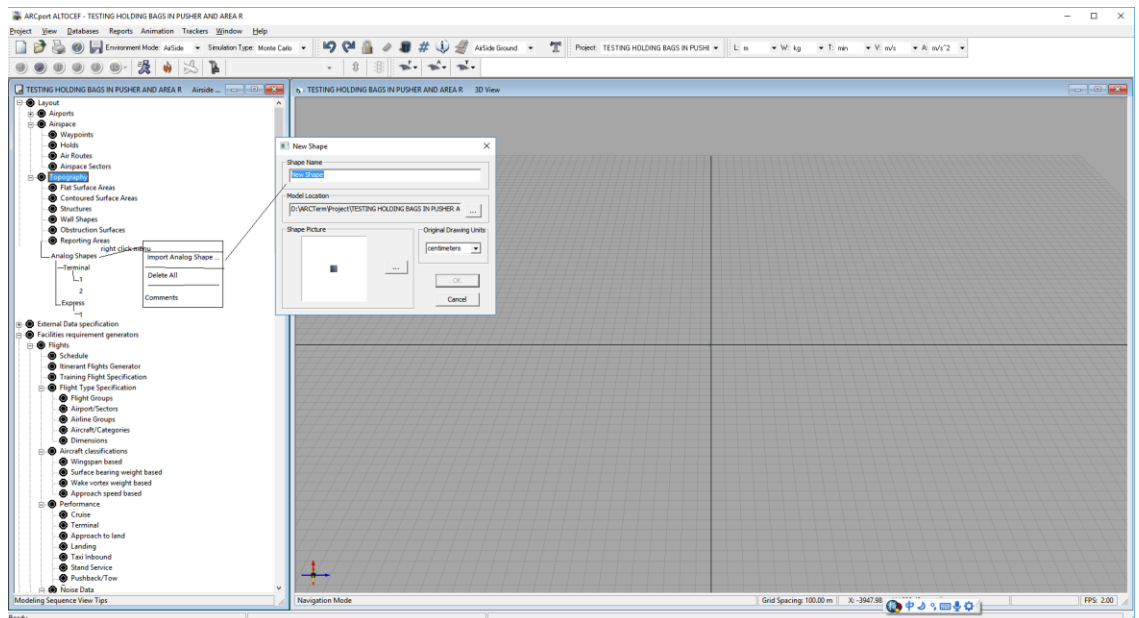 ARCport ALTOCEF - TESTING HOLDING BAGS IN PUSHER AND AREA R
Project View Databases Reports Animation Trackers Window Help
Environment Mode: AirSide Simulation Type: Monte Carlo AirSide Ground Project: TESTING HOLDING BAGS IN PUSHI L: m W: kg T: min V: m/s A: m/s^2
TESTING HOLDING BAGS IN PUSHER AND AREA R Airside ...
TESTING HOLDING BAGS IN PUSHER AND AREA R 3D View
Layout
Airports
Airspace
Waypoints
Holds
Air Routes
Airspace Sectors
Topography
Flat Surface Areas
Contoured Surface Areas
Structures
Wall Shapes
Obstruction Surfaces
Reporting Areas
right click menu
Analog Shapes
Terminal
1
2
Express
1
Import Analog Shape ...
Delete All
Comments
New Shape
Shape Name
New Shape
Model Location
D:\ARCTerm\Project\TESTING HOLDING BAGS IN PUSHER A ...
Shape Picture
...
Original Drawing Units
centimeters
OK
Cancel
External Data specification
Facilities requirement generators
Flights
Schedule
Itinerant Flights Generator
Training Flight Specification
Flight Type Specification
Flight Groups
Airport/Sectors
Airline Groups
Aircraft/Categories
Dimensions
Aircraft classifications
Wingspan based
Surface bearing weight based
Wake vortex weight based
Approach speed based
Performance
Cruise
Terminal
Approach to land
Landing
Taxi Inbound
Stand Service
Pushback/Tow
Noise Data
Modeling Sequence View Tips
Navigation Mode
Grid Spacing: 100.00 m
X: -3947.98
中
FPS: 2.00
Ready